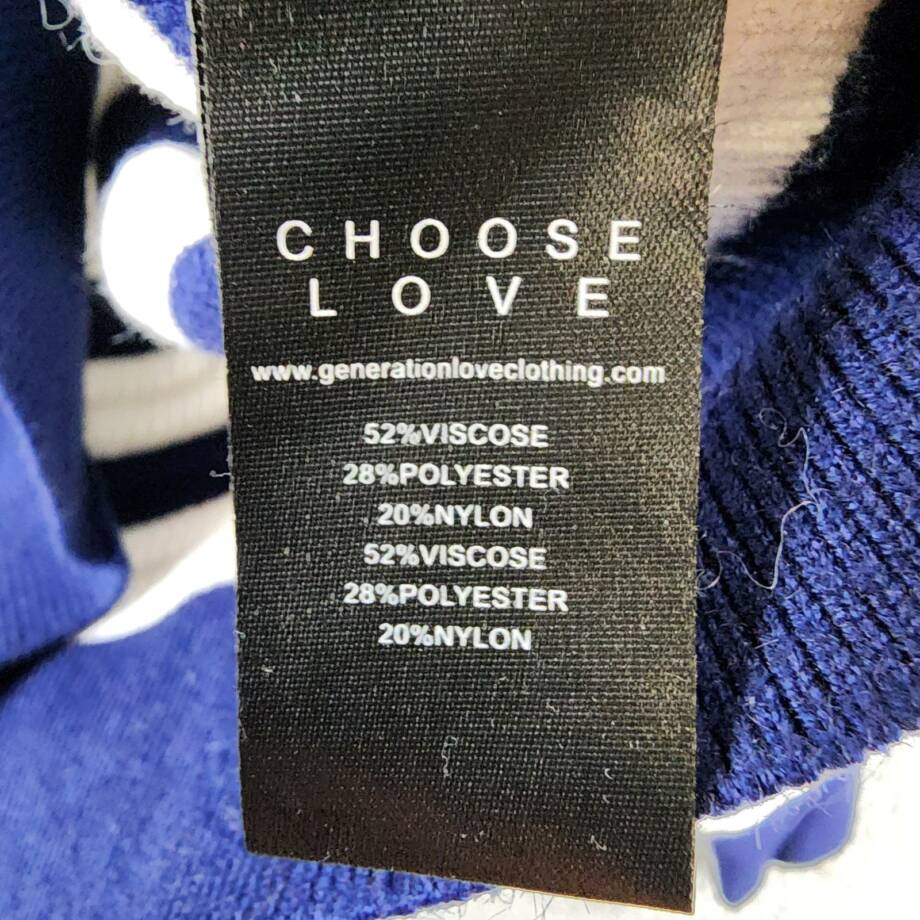 CHOOSE
LOVE
www.generationloveclothing.com
52%VISCOSE
28%POLYESTER
20%NYLON
52%VISCOSE
28%POLYESTER
20%NYLON